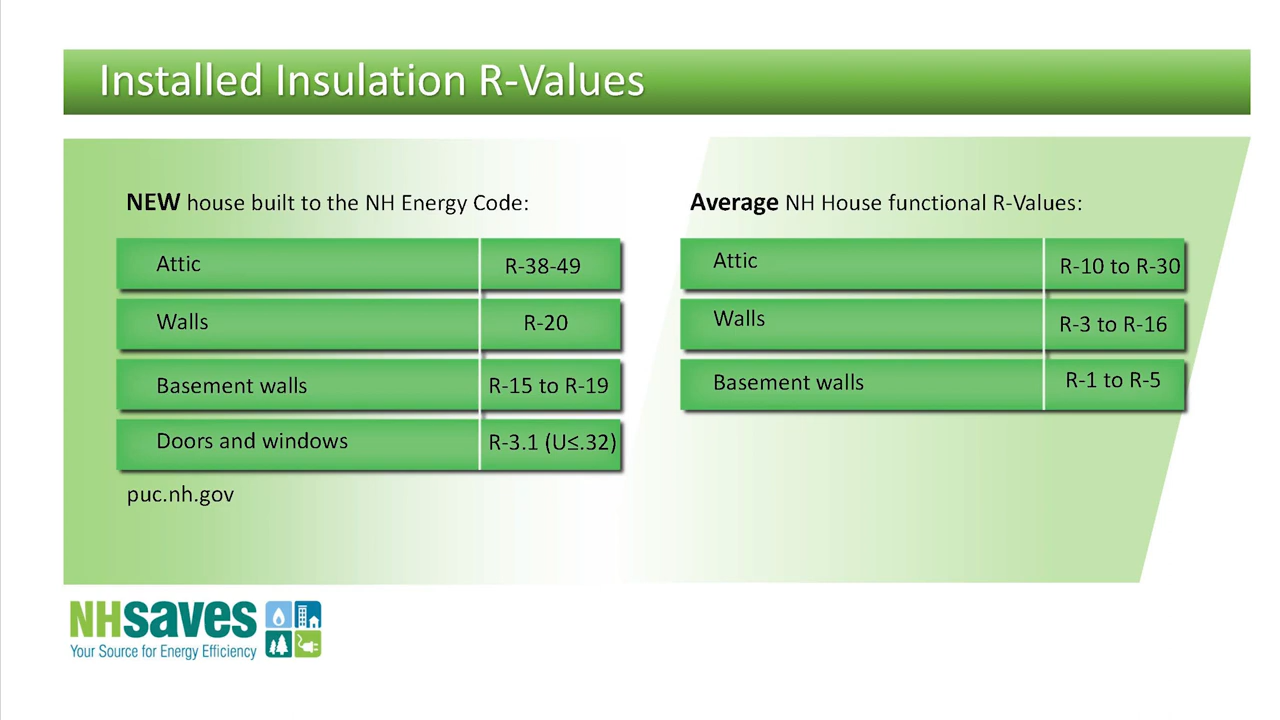 Installed Insulation R-Values
NEW house built to the NH Energy Code:
Attic R-38-49
Walls R-20
Basement walls R-15 to R-19
Doors and windows R-3.1 (U≤.32)
puc.nh.gov
Average NH House functional R-Values:
Attic R-10 to R-30
Walls R-3 to R-16
Basement walls R-1 to R-5
NHsaves
Your Source for Energy Efficiency